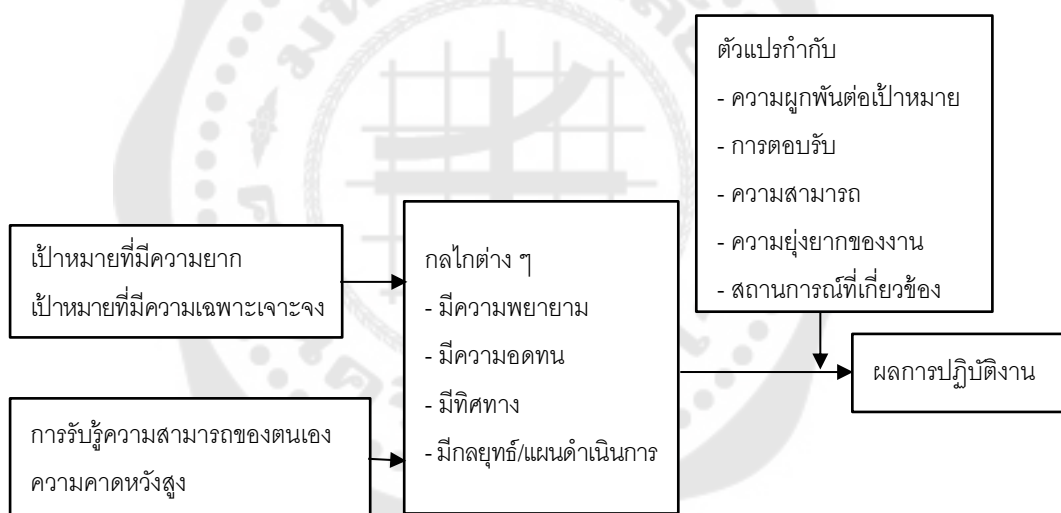 ตัวแปรกำกับ
- ความผูกพันต่อเป้าหมาย
- การตอบรับ
- ความสามารถ
- ความยุ่งยากของงาน
- สถานการณ์ที่เกี่ยวข้อง
เป้าหมายที่มีความยาก
เป้าหมายที่มีความเฉพาะเจาะจง
กลไกต่าง ๆ
- มีความพยายาม
- มีความอดทน
- มีทิศทาง
- มีกลยุทธ์/แผนดำเนินการ
ผลการปฏิบัติงาน
การรับรู้ความสามารถของตนเอง
ความคาดหวังสูง